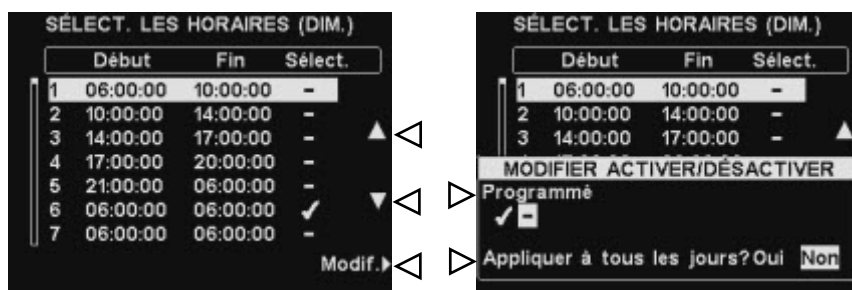 SÉLECT. LES HORAIRES (DIM.)
Début Fin Sélect.
1 06:00:00 10:00:00 -
2 10:00:00 14:00:00 -
3 14:00:00 17:00:00 -
4 17:00:00 20:00:00 -
5 21:00:00 06:00:00 -
6 06:00:00 06:00:00 ✓
7 06:00:00 06:00:00 -
Modif.
SÉLECT. LES HORAIRES (DIM.)
Début Fin Sélect.
1 06:00:00 10:00:00 -
2 10:00:00 14:00:00 -
3 14:00:00 17:00:00 -
MODIFIER ACTIVER/DÉSACTIVER
Programmé
✓ -
Appliquer à tous les jours? Oui Non